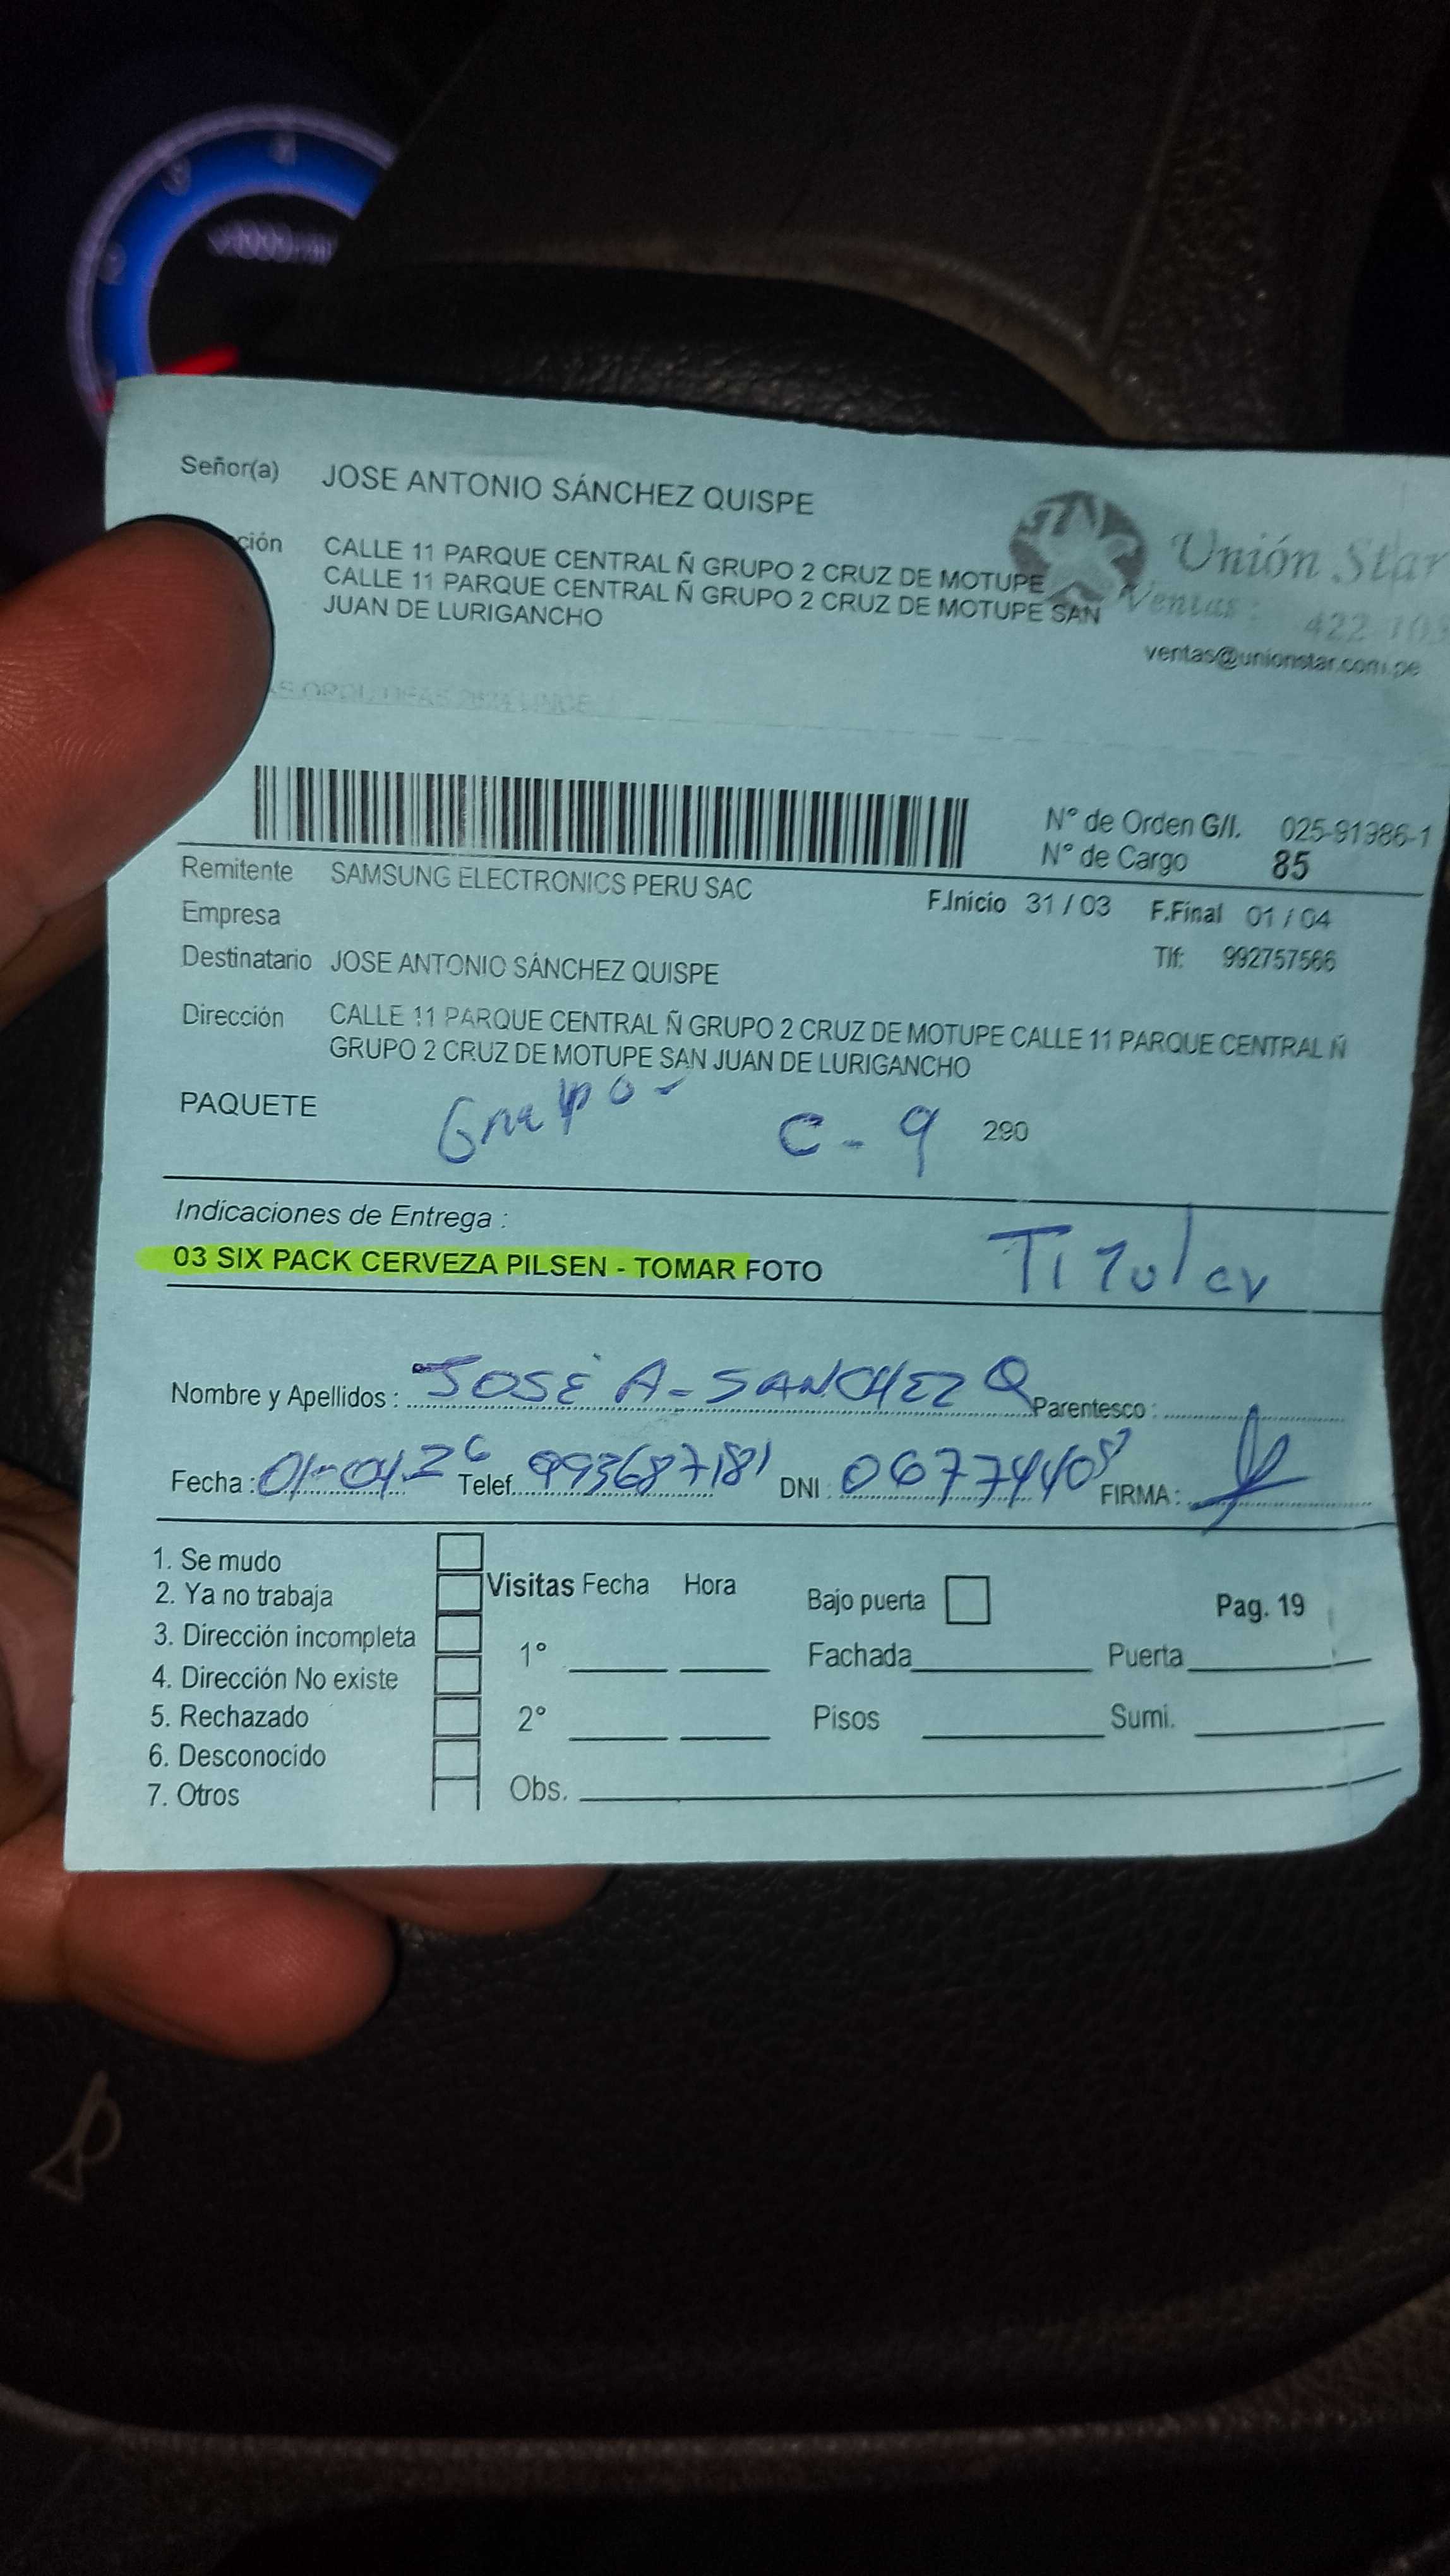 Señor(a) JOSE ANTONIO SÁNCHEZ QUISPE
ción CALLE 11 PARQUE CENTRAL Ñ GRUPO 2 CRUZ DE MOTUPE
CALLE 11 PARQUE CENTRAL Ñ GRUPO 2 CRUZ DE MOTUPE SAN
JUAN DE LURIGANCHO
Unión Star
Ventas: 422 103
ventas@unionstar.com.pe
N° de Orden G/I. 025-91386-1
N° de Cargo 85
Remitente SAMSUNG ELECTRONICS PERU SAC
F.Inicio 31 / 03 F.Final 01 / 04
Empresa
Tlf: 992757566
Destinatario JOSE ANTONIO SÁNCHEZ QUISPE
Dirección CALLE 11 PARQUE CENTRAL Ñ GRUPO 2 CRUZ DE MOTUPE CALLE 11 PARQUE CENTRAL Ñ
GRUPO 2 CRUZ DE MOTUPE SAN JUAN DE LURIGANCHO
PAQUETE Grupo - C - 9 290
Indicaciones de Entrega :
03 SIX PACK CERVEZA PILSEN - TOMAR FOTO Titular
Nombre y Apellidos : JOSE A - SANCHEZ Q Parentesco :
Fecha : 01-04-26 Telef. 993687181 DNI : 06774408 FIRMA :
1. Se mudo
2. Ya no trabaja
3. Dirección incompleta
4. Dirección No existe
5. Rechazado
6. Desconocido
7. Otros
Visitas Fecha Hora Bajo puerta Pag. 19
1° Fachada Puerta
2° Pisos Sumi.
Obs.